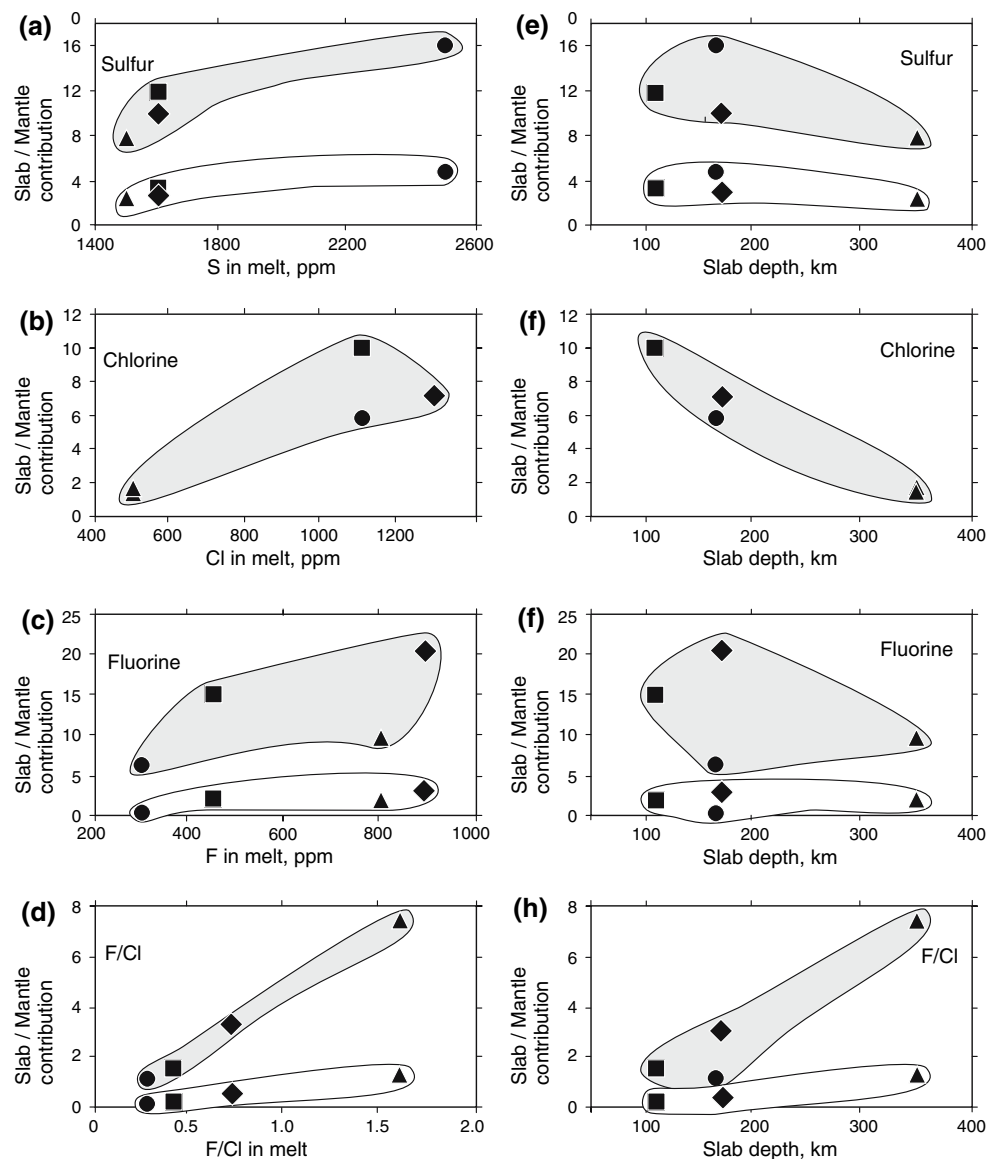 (a)
0
16
12
8
4
0
Sulfur
Slab / Mantle
contribution
1400
1800
2200
2600
S in melt, ppm
(e)
0
16
12
8
4
0
Sulfur
Slab / Mantle
contribution
100
200
300
400
Slab depth, km
(b)
12
10
8
6
4
2
0
Chlorine
Slab / Mantle
contribution
400
600
800
1000
1200
Cl in melt, ppm
(f)
12
10
8
6
4
2
0
Chlorine
Slab / Mantle
contribution
100
200
300
400
Slab depth, km
(c)
25
20
15
10
5
0
Fluorine
Slab / Mantle
contribution
200
400
600
800
1000
F in melt, ppm
(f)
25
20
15
10
5
0
Fluorine
Slab / Mantle
contribution
100
200
300
400
Slab depth, km
(d)
8
6
4
2
0
F/Cl
Slab / Mantle
contribution
0
0.5
1.0
1.5
2.0
F/Cl in melt
(h)
8
6
4
2
0
F/Cl
Slab / Mantle
contribution
100
200
300
400
Slab depth, km